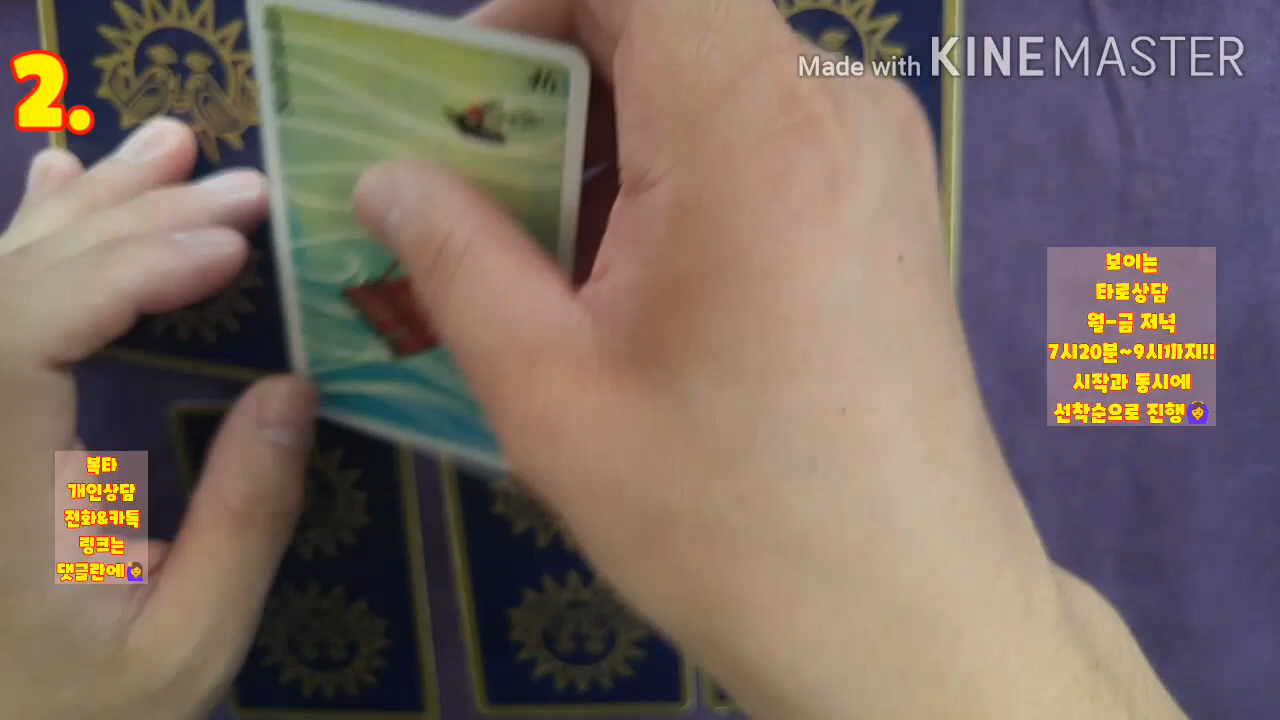 2.
Made with KINEMASTER
46
보이는
타로상담
월-금 저녁
7시20분~9시까지!!
시작과 동시에
선착순으로 진행🙆‍♀️
복타
개인상담
전화&카톡
링크는
댓글란에🙆‍♀️